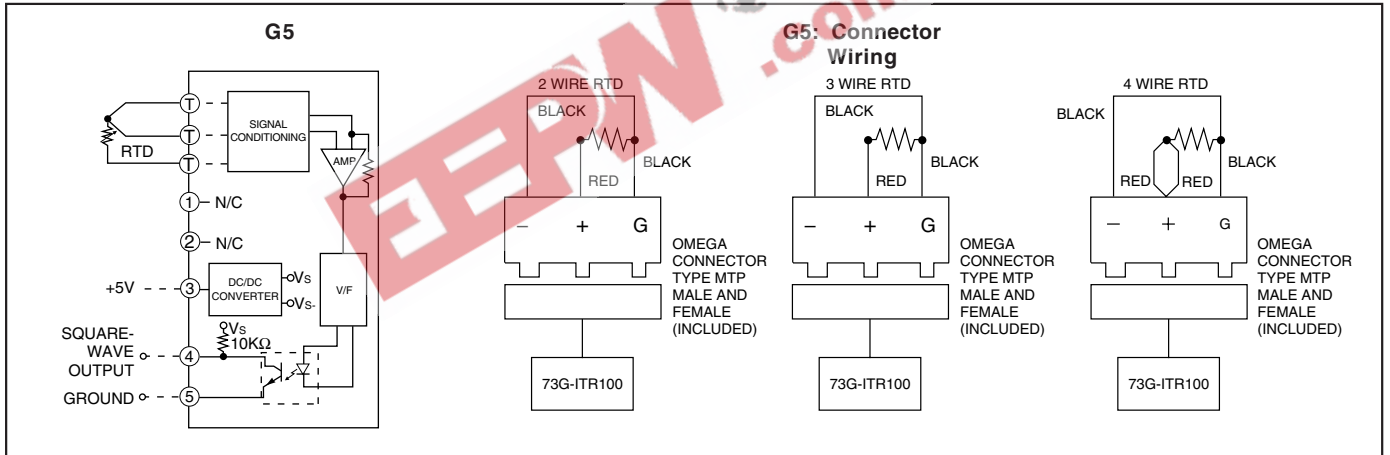 G5
G5: Connector
Wiring
T
T
T
RTD
SIGNAL
CONDITIONING
AMP
1
N/C
2
N/C
+5V
3
DC/DC
CONVERTER
Vs
Vs-
V/F
Vs
10KΩ
SQUARE-
WAVE
OUTPUT
4
GROUND
5
2 WIRE RTD
BLACK
BLACK
RED
− + G
OMEGA
CONNECTOR
TYPE MTP
MALE AND
FEMALE
(INCLUDED)
73G-ITR100
3 WIRE RTD
BLACK
RED
− + G
OMEGA
CONNECTOR
TYPE MTP
MALE AND
FEMALE
(INCLUDED)
73G-ITR100
4 WIRE RTD
BLACK
BLACK
RED RED
− + G
OMEGA
CONNECTOR
TYPE MTP
MALE AND
FEMALE
(INCLUDED)
73G-ITR100
EEPW.com